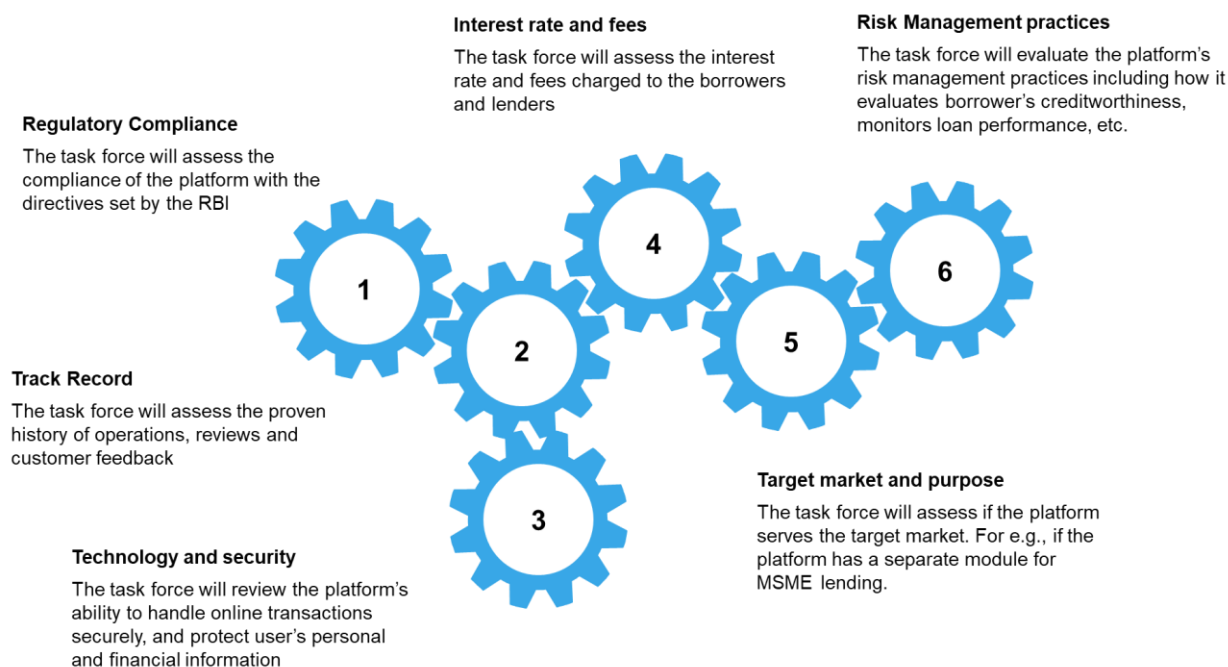 Regulatory Compliance
The task force will assess the
compliance of the platform with the
directives set by the RBI
1
Track Record
The task force will assess the proven
history of operations, reviews and
customer feedback
2
Technology and security
The task force will review the platform's
ability to handle online transactions
securely, and protect user's personal
and financial information
3
Interest rate and fees
The task force will assess the interest
rate and fees charged to the borrowers
and lenders
4
Target market and purpose
The task force will assess if the platform
serves the target market. For e.g., if the
platform has a separate module for
MSME lending.
5
Risk Management practices
The task force will evaluate the platform's
risk management practices including how it
evaluates borrower's creditworthiness,
monitors loan performance, etc.
6